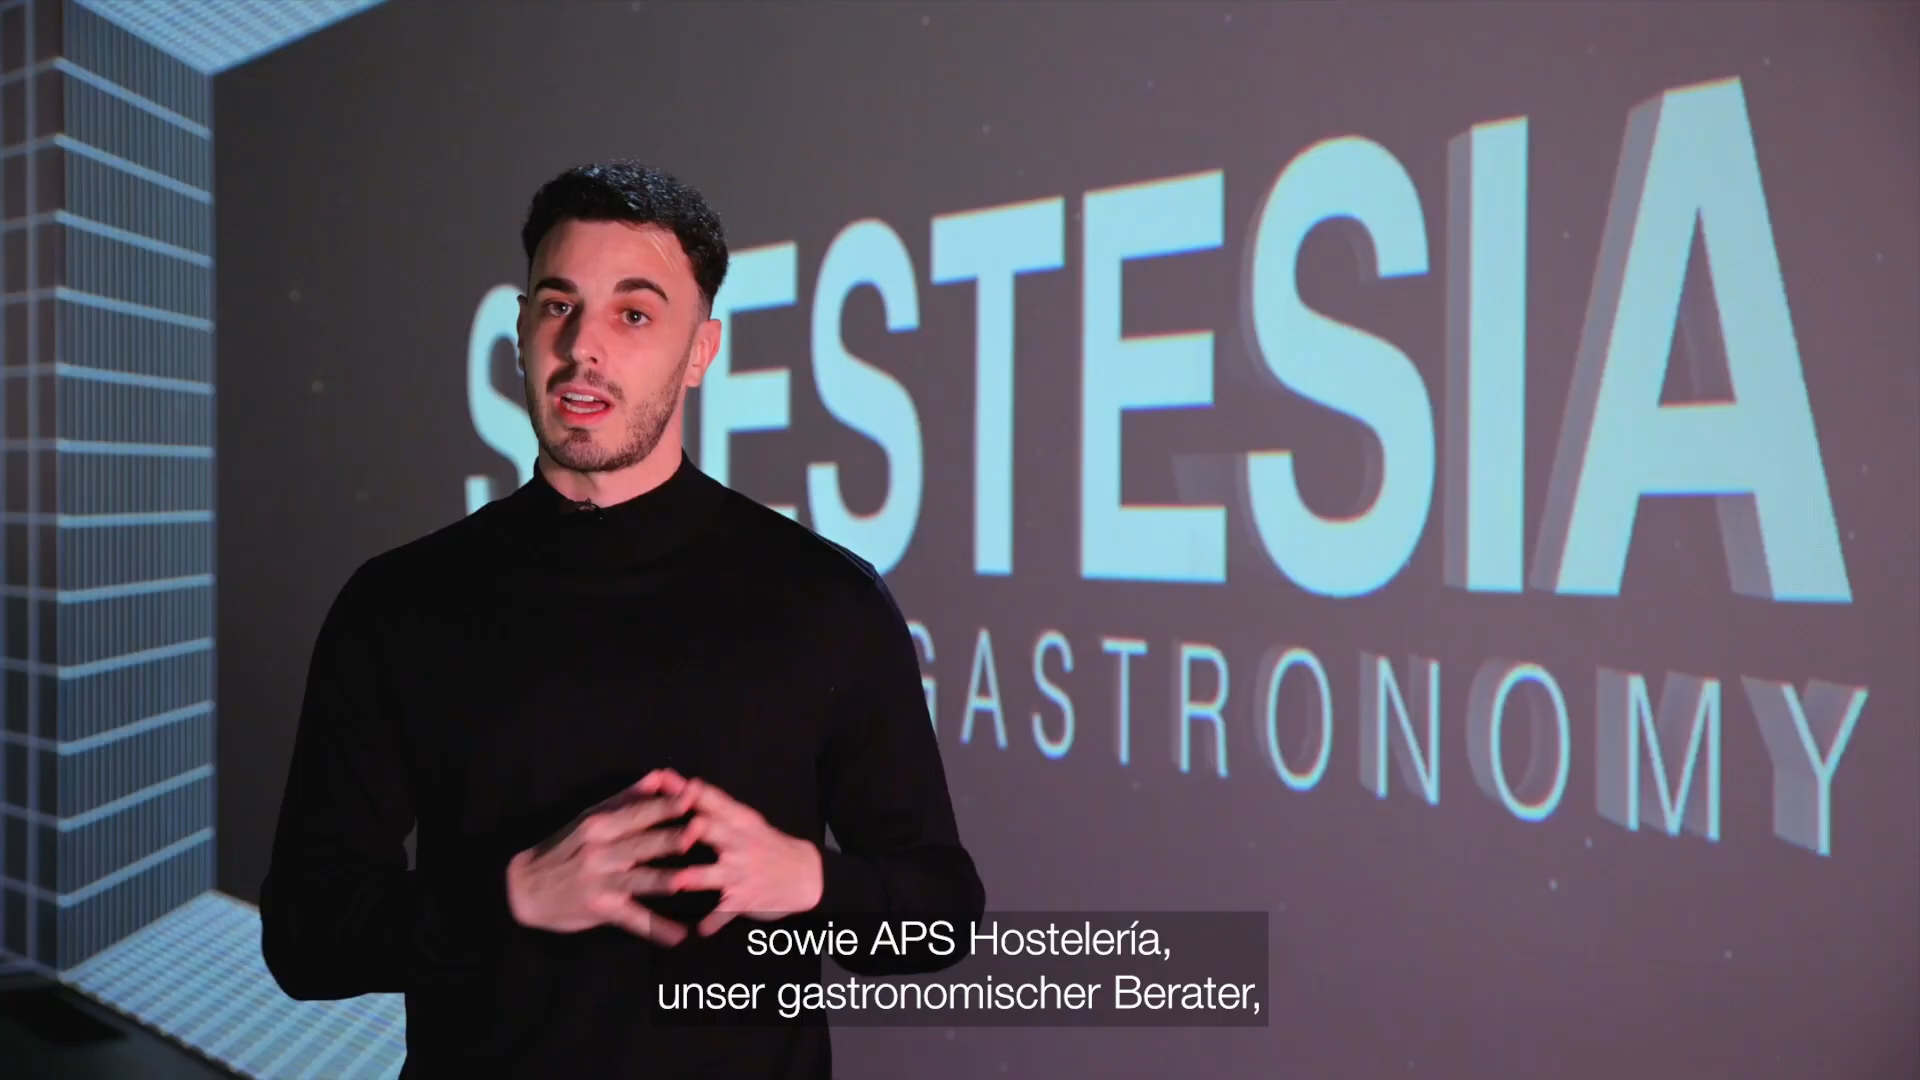 S ESTESIA
GASTRONOMY
sowie APS Hostelería,
unser gastronomischer Berater,